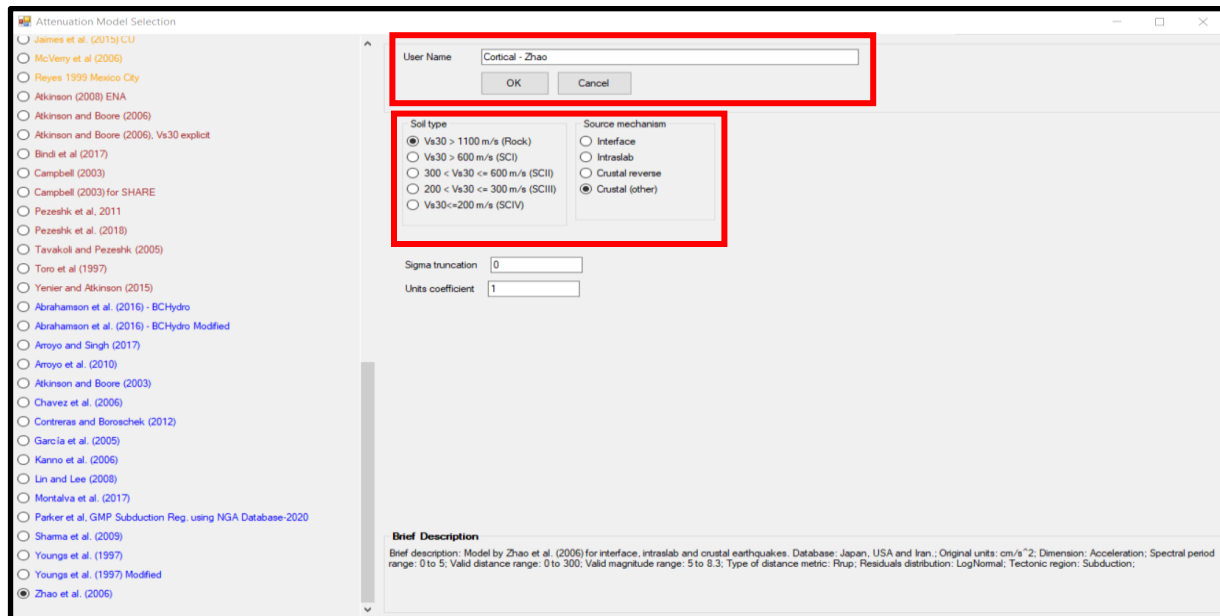 Attenuation Model Selection
Jaimes et al. (2015) CU
McVerry et al (2006)
Reyes 1999 Mexico City
Atkinson (2008) ENA
Atkinson and Boore (2006)
Atkinson and Boore (2006), Vs30 explicit
Bindi et al (2017)
Campbell (2003)
Campbell (2003) for SHARE
Pezeshk et al, 2011
Pezeshk et al. (2018)
Tavakoli and Pezeshk (2005)
Toro et al (1997)
Yenier and Atkinson (2015)
Abrahamson et al. (2016) - BCHydro
Abrahamson et al. (2016) - BCHydro Modified
Arroyo and Singh (2017)
Arroyo et al. (2010)
Atkinson and Boore (2003)
Chavez et al. (2006)
Contreras and Boroschek (2012)
García et al. (2005)
Kanno et al. (2006)
Lin and Lee (2008)
Montalva et al. (2017)
Parker et al, GMP Subduction Reg. using NGA Database-2020
Sharma et al. (2009)
Youngs et al. (1997)
Youngs et al. (1997) Modified
Zhao et al. (2006)
User Name Cortical - Zhao
OK Cancel
Soil type
Vs30 > 1100 m/s (Rock)
Vs30 > 600 m/s (SCI)
300 < Vs30 <= 600 m/s (SCII)
200 < Vs30 <= 300 m/s (SCIII)
Vs30<=200 m/s (SCIV)
Source mechanism
Interface
Intraslab
Crustal reverse
Crustal (other)
Sigma truncation 0
Units coefficient 1
Brief Description
Brief description: Model by Zhao et al. (2006) for interface, intraslab and crustal earthquakes. Database: Japan, USA and Iran.; Original units: cm/s^2; Dimension: Acceleration; Spectral period
range: 0 to 5; Valid distance range: 0 to 300; Valid magnitude range: 5 to 8.3; Type of distance metric: Rrup; Residuals distribution: LogNormal; Tectonic region: Subduction;